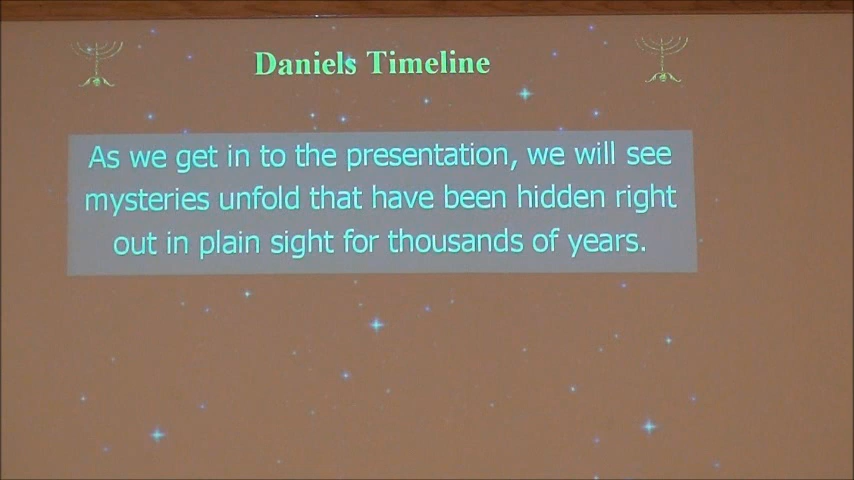 Daniels Timeline
As we get in to the presentation, we will see
mysteries unfold that have been hidden right
out in plain sight for thousands of years.